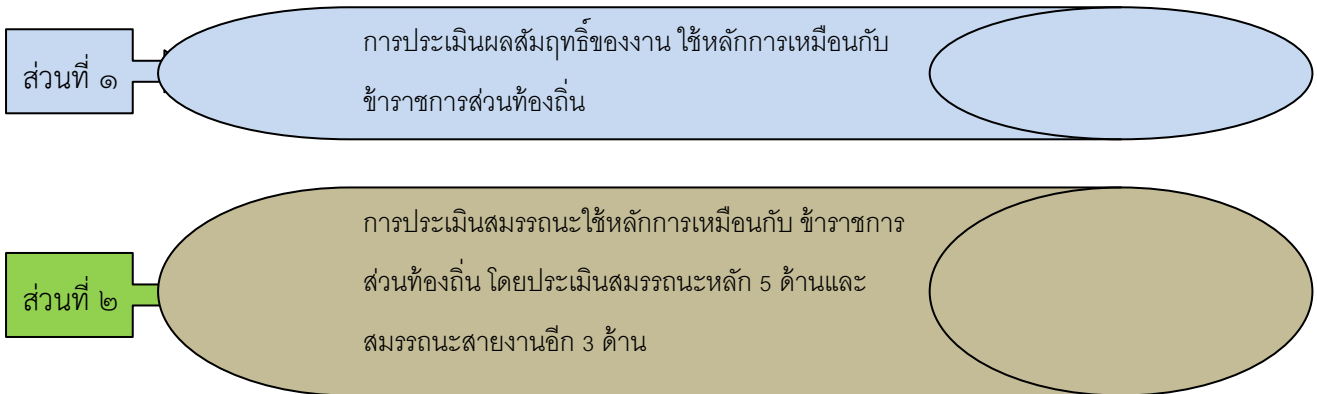 ส่วนที่ ๑
การประเมินผลสัมฤทธิ์ของงาน ใช้หลักการเหมือนกับ
ข้าราชการส่วนท้องถิ่น
ส่วนที่ ๒
การประเมินสมรรถนะใช้หลักการเหมือนกับ ข้าราชการ
ส่วนท้องถิ่น โดยประเมินสมรรถนะหลัก 5 ด้านและ
สมรรถนะสายงานอีก 3 ด้าน